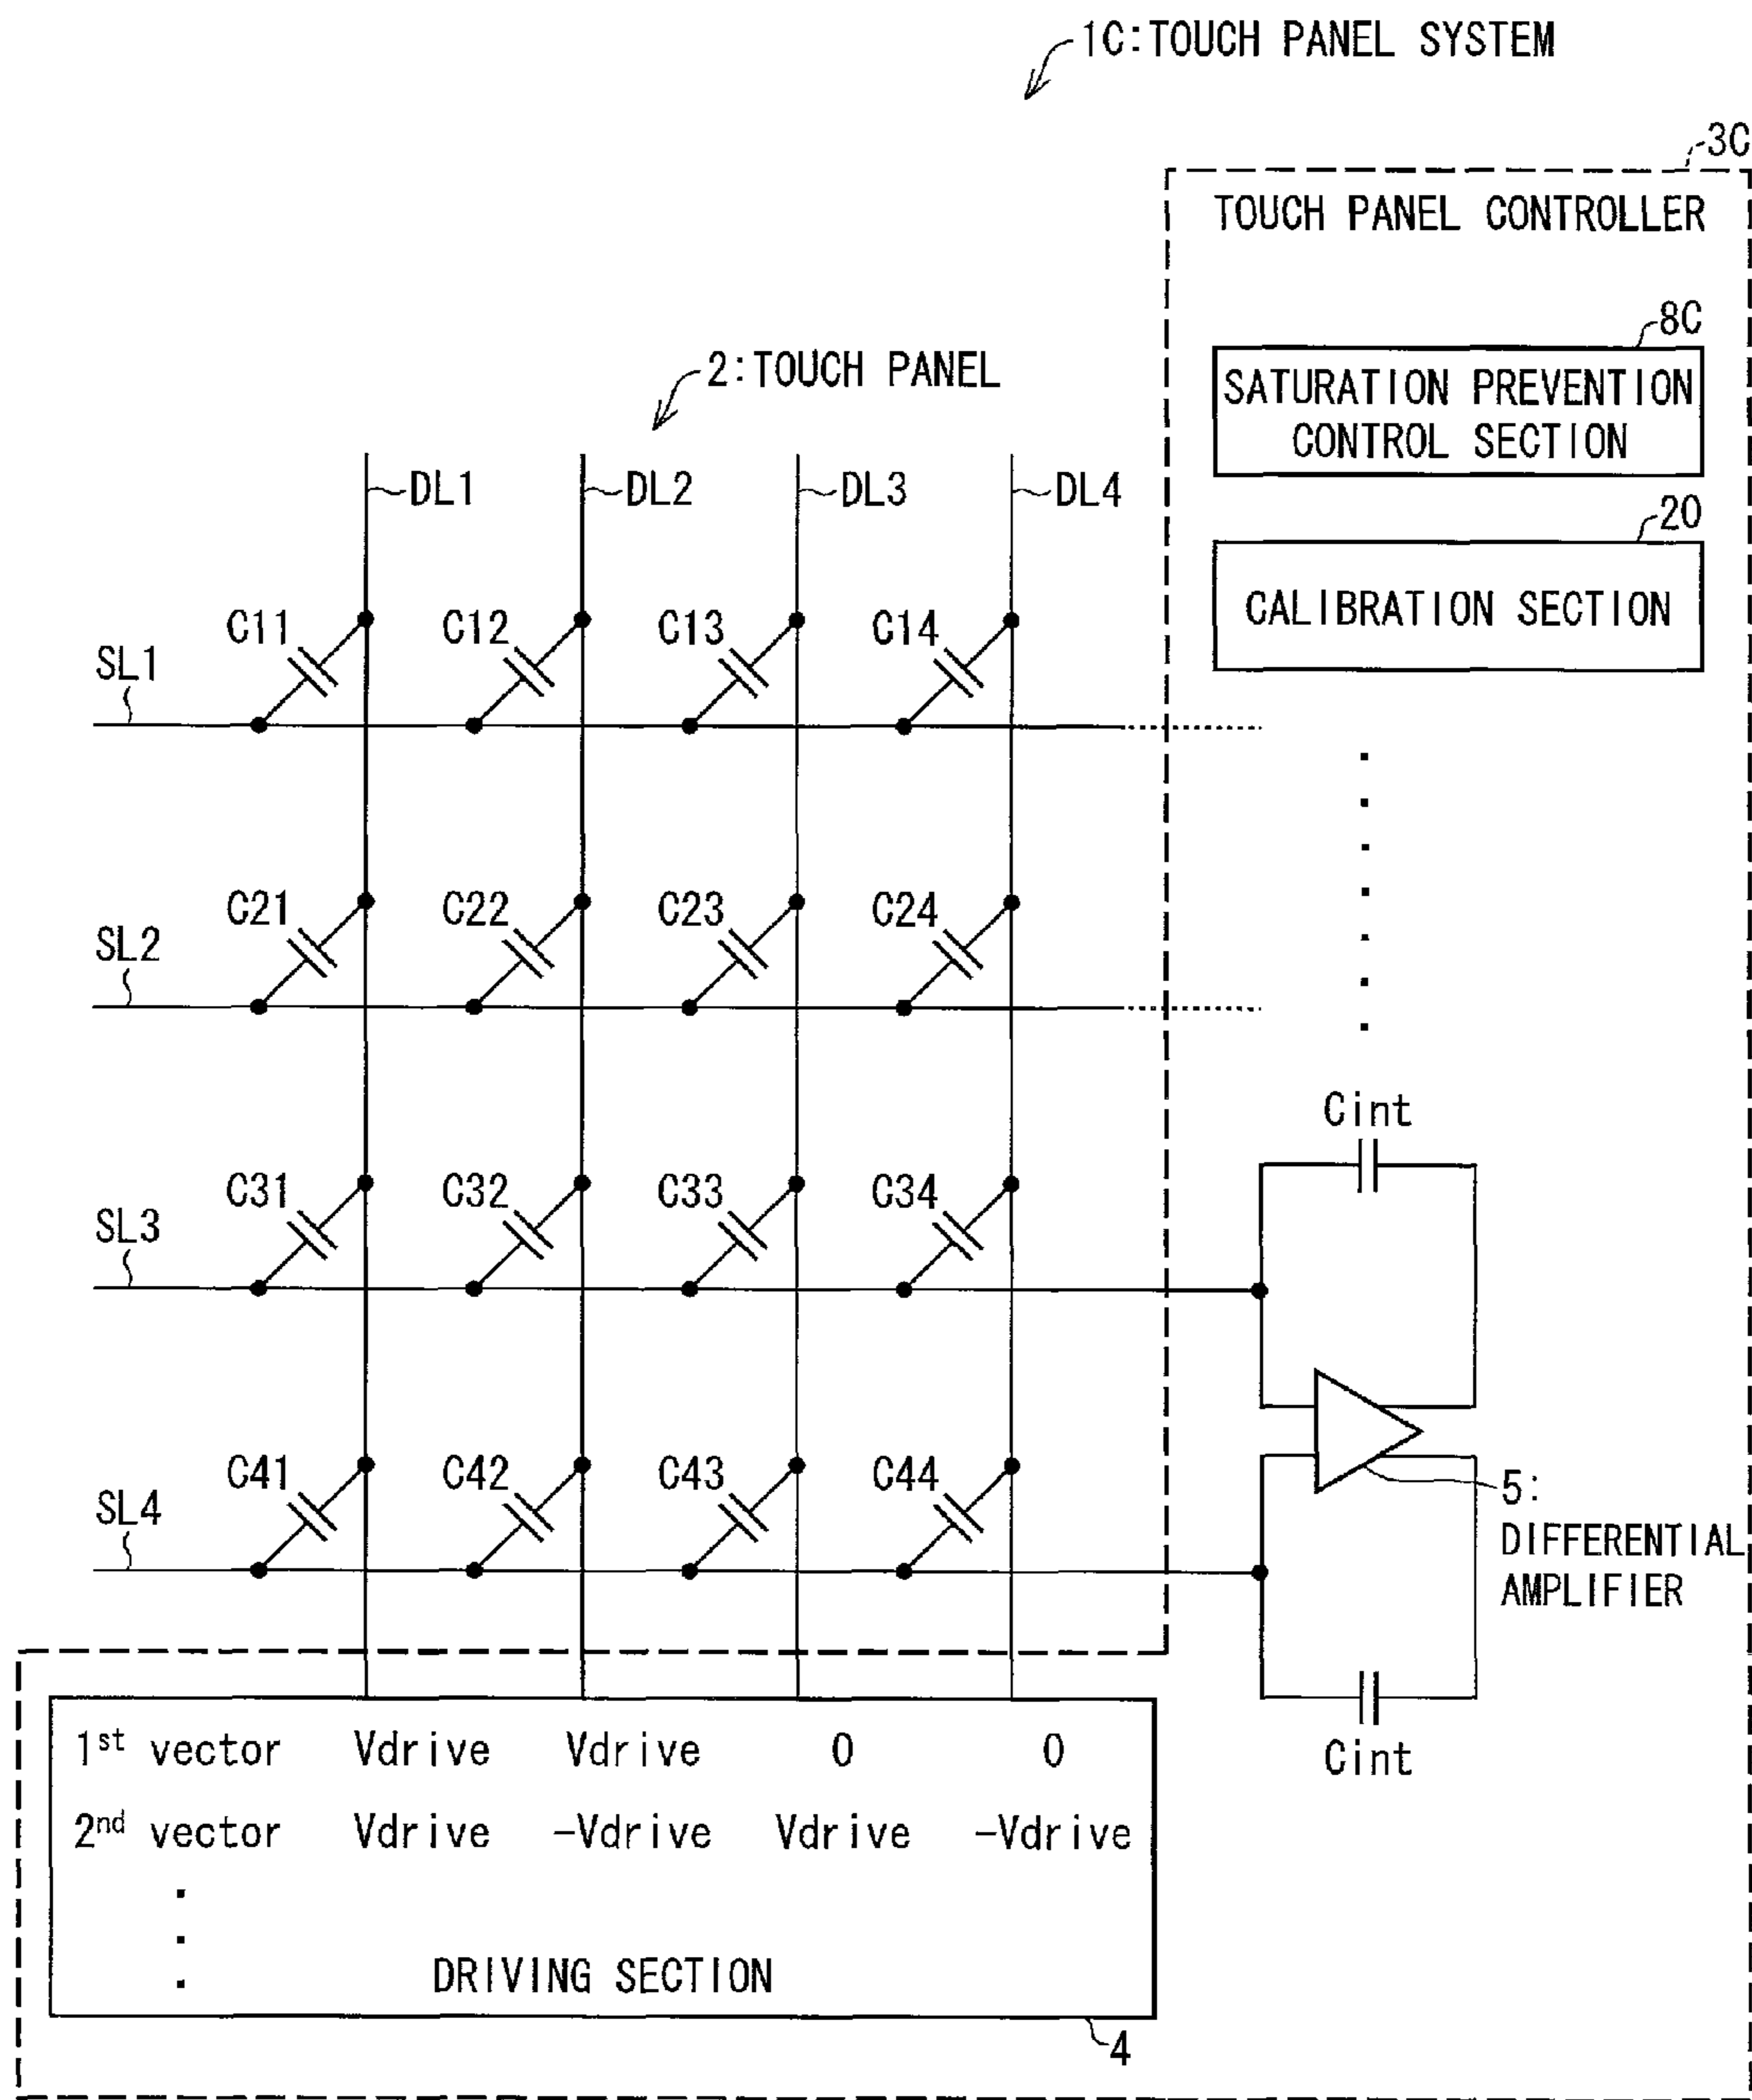 1C:TOUCH PANEL SYSTEM
3C
TOUCH PANEL CONTROLLER
8C
SATURATION PREVENTION
CONTROL SECTION
2:TOUCH PANEL
DL1 DL2 DL3 DL4
20
CALIBRATION SECTION
C11 C12 C13 C14
SL1
C21 C22 C23 C24
SL2
Cint
C31 C32 C33 C34
SL3
C41 C42 C43 C44
SL4
5:
DIFFERENTIAL
AMPLIFIER
1st vector Vdrive Vdrive 0 0
Cint
2nd vector Vdrive -Vdrive Vdrive -Vdrive
DRIVING SECTION
4